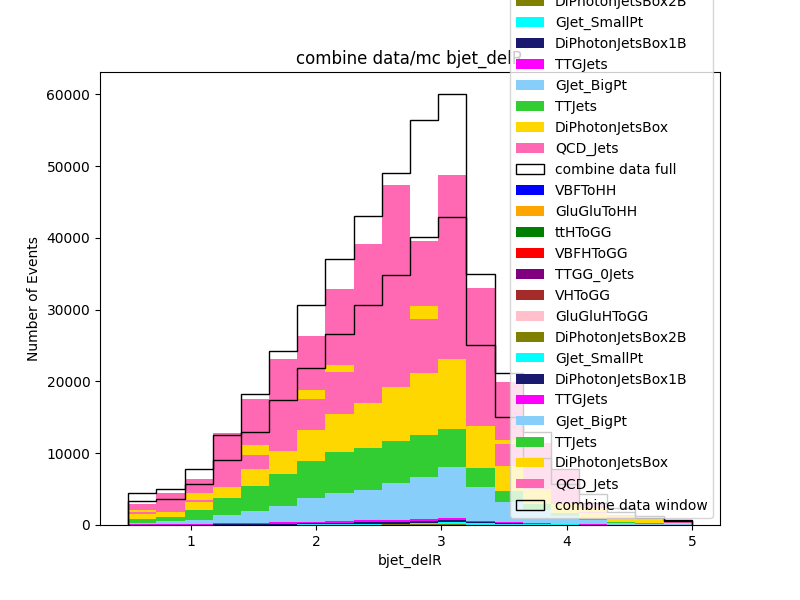 DiPhotonJetsBox2B
GJet_SmallPt
DiPhotonJetsBox1B
combine data/mc bjet_delR
TTGJets
GJet_BigPt
TTJets
DiPhotonJetsBox
QCD_Jets
combine data full
VBFToHH
GluGluToHH
ttHToGG
VBFHToGG
TTGG_0Jets
VHToGG
GluGluHToGG
DiPhotonJetsBox2B
GJet_SmallPt
DiPhotonJetsBox1B
TTGJets
GJet_BigPt
TTJets
DiPhotonJetsBox
QCD_Jets
combine data window
Number of Events
60000
50000
40000
30000
20000
10000
0
1 2 3 4 5
bjet_delR